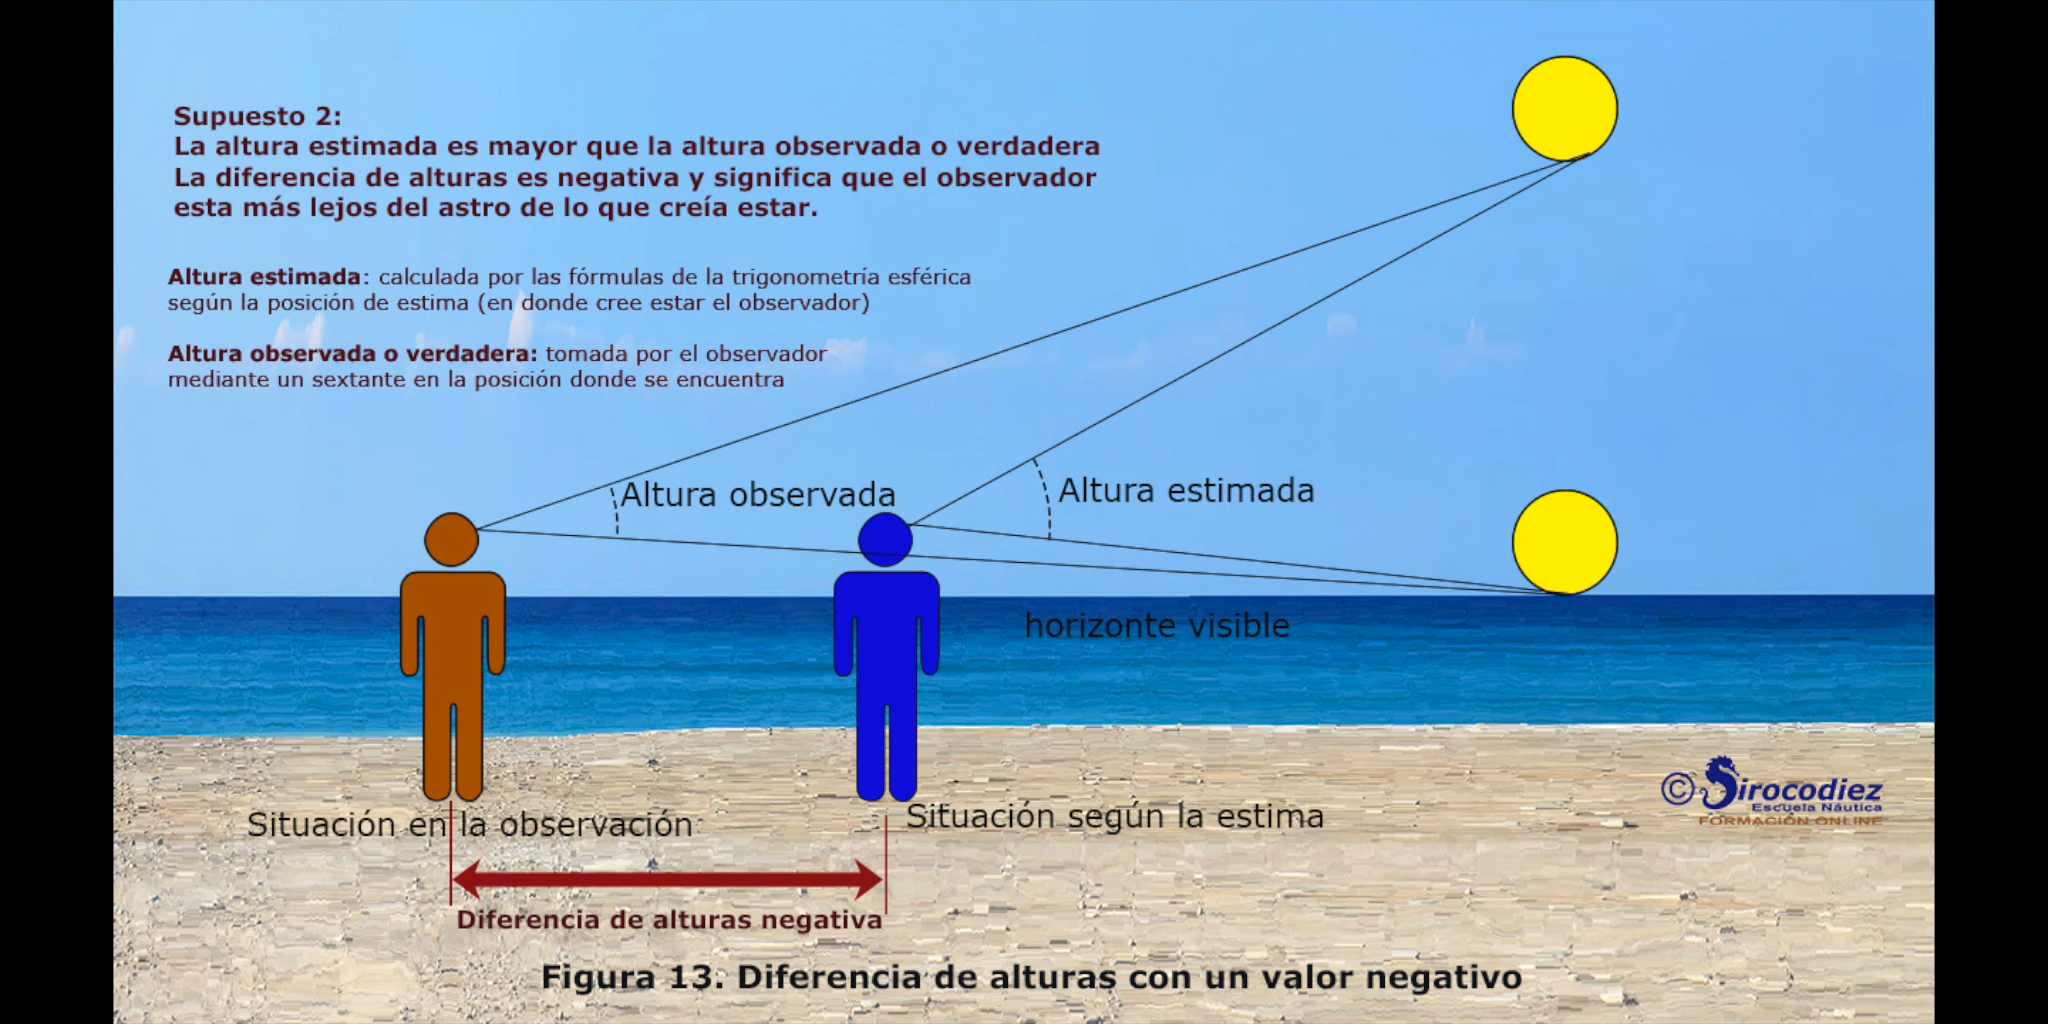 Supuesto 2:
La altura estimada es mayor que la altura observada o verdadera
La diferencia de alturas es negativa y significa que el observador
esta más lejos del astro de lo que creía estar.
Altura estimada: calculada por las fórmulas de la trigonometría esférica
según la posición de estima (en donde cree estar el observador)
Altura observada o verdadera: tomada por el observador
mediante un sextante en la posición donde se encuentra
Altura observada
Altura estimada
horizonte visible
Situación en la observación
Situación según la estima
© Sirocodiez
Escuela Náutica
FORMACIÓN ONLINE
Diferencia de alturas negativa
Figura 13. Diferencia de alturas con un valor negativo